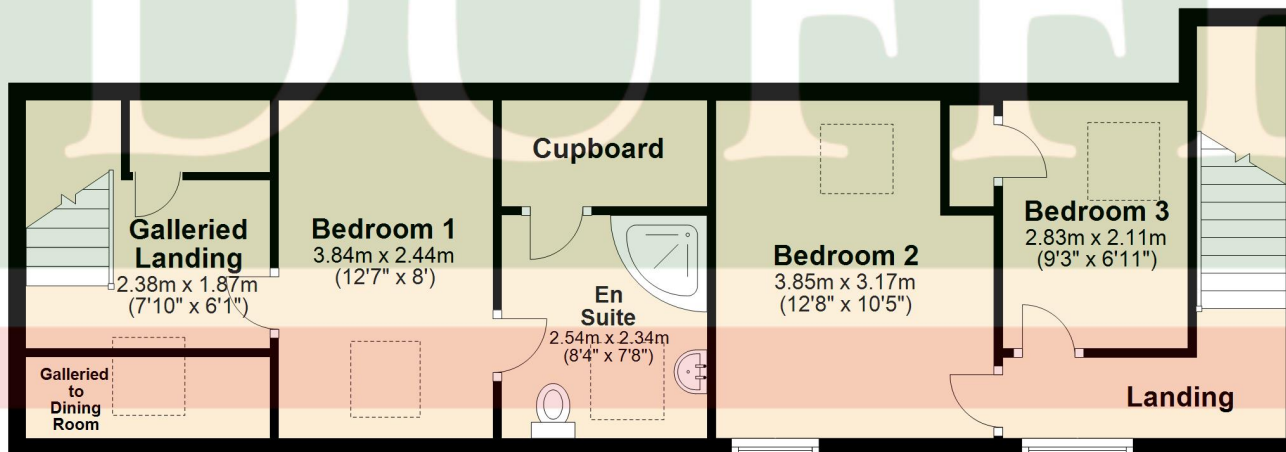 Galleried
Landing
2.38m x 1.87m
(7'10" x 6'1")
Galleried
to
Dining
Room
Bedroom 1
3.84m x 2.44m
(12'7" x 8')
Cupboard
En
Suite
2.54m x 2.34m
(8'4" x 7'8")
Bedroom 2
3.85m x 3.17m
(12'8" x 10'5")
Bedroom 3
2.83m x 2.11m
(9'3" x 6'11")
Landing